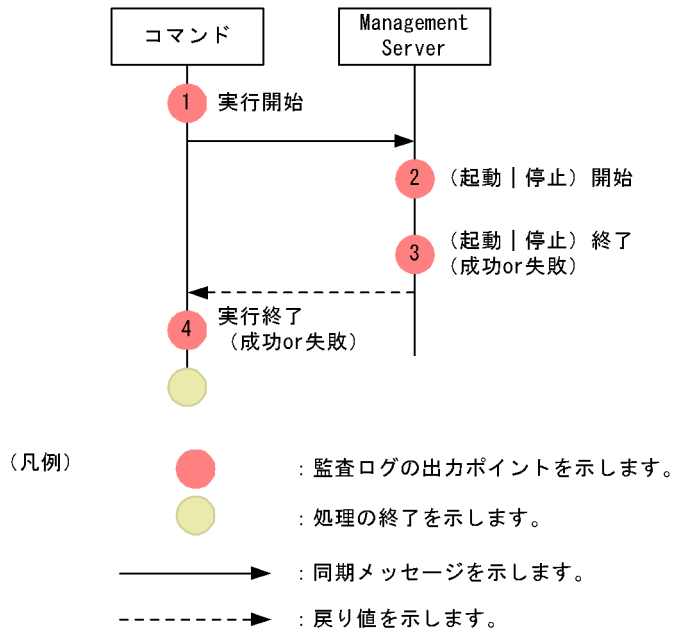 コマンド
Management
Server
1 実行開始
2 （起動｜停止）開始
3 （起動｜停止）終了
（成功or失敗）
4 実行終了
（成功or失敗）
（凡例）
：監査ログの出力ポイントを示します。
：処理の終了を示します。
：同期メッセージを示します。
：戻り値を示します。